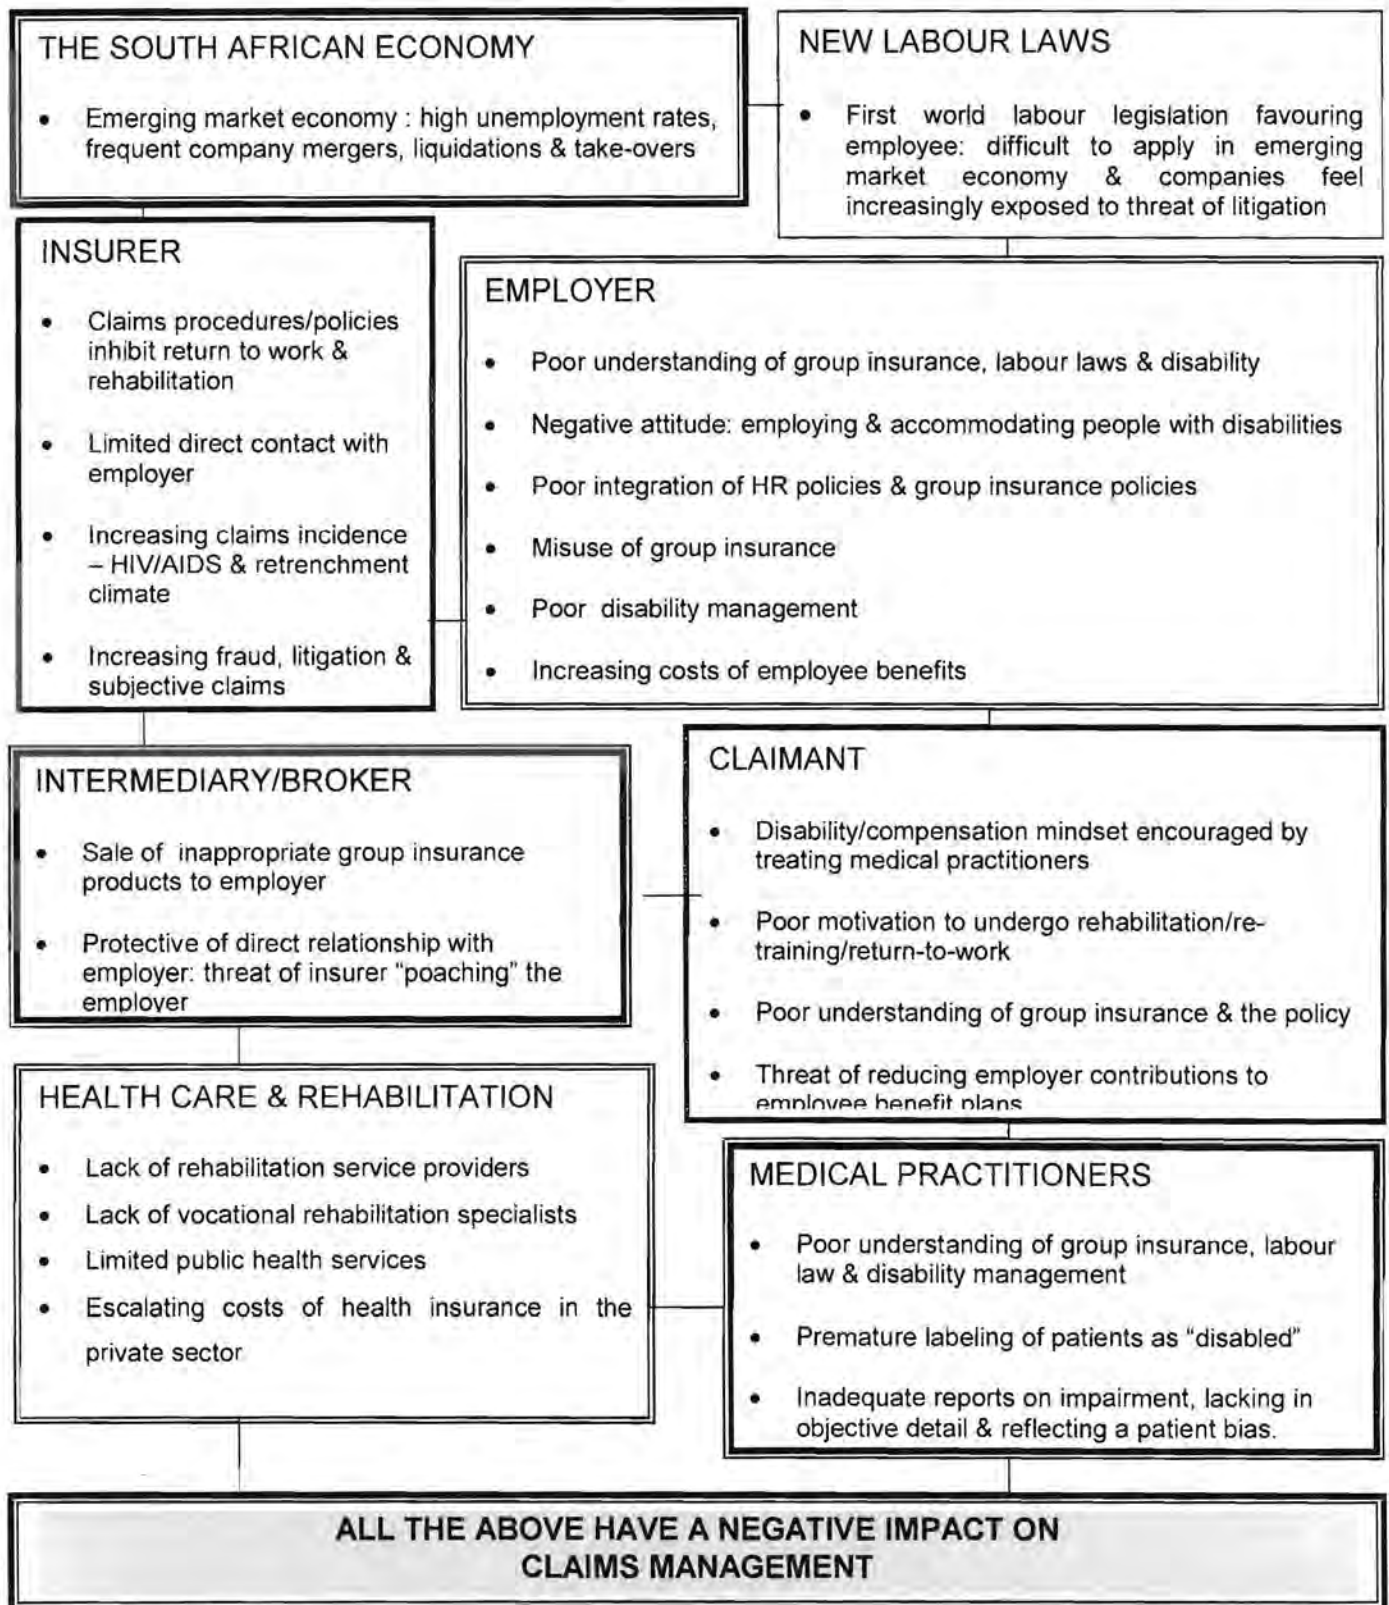 THE SOUTH AFRICAN ECONOMY
• Emerging market economy : high unemployment rates,
frequent company mergers, liquidations & take-overs
NEW LABOUR LAWS
• First world labour legislation favouring
employee: difficult to apply in emerging
market economy & companies feel
increasingly exposed to threat of litigation
INSURER
• Claims procedures/policies
inhibit return to work &
rehabilitation
• Limited direct contact with
employer
• Increasing claims incidence
– HIV/AIDS & retrenchment
climate
• Increasing fraud, litigation &
subjective claims
EMPLOYER
• Poor understanding of group insurance, labour laws & disability
• Negative attitude: employing & accommodating people with disabilities
• Poor integration of HR policies & group insurance policies
• Misuse of group insurance
• Poor disability management
• Increasing costs of employee benefits
INTERMEDIARY/BROKER
• Sale of inappropriate group insurance
products to employer
• Protective of direct relationship with
employer: threat of insurer “poaching” the
employer
CLAIMANT
• Disability/compensation mindset encouraged by
treating medical practitioners
• Poor motivation to undergo rehabilitation/re-
training/return-to-work
• Poor understanding of group insurance & the policy
• Threat of reducing employer contributions to
employee benefit plans
HEALTH CARE & REHABILITATION
• Lack of rehabilitation service providers
• Lack of vocational rehabilitation specialists
• Limited public health services
• Escalating costs of health insurance in the
private sector
MEDICAL PRACTITIONERS
• Poor understanding of group insurance, labour
law & disability management
• Premature labeling of patients as “disabled”
• Inadequate reports on impairment, lacking in
objective detail & reflecting a patient bias.
ALL THE ABOVE HAVE A NEGATIVE IMPACT ON
CLAIMS MANAGEMENT